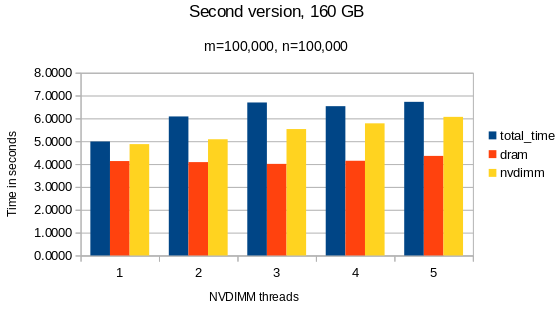 Second version, 160 GB
m=100,000, n=100,000
8.0000
7.0000
6.0000
5.0000
4.0000
3.0000
2.0000
1.0000
0.0000
Time in seconds
1 2 3 4 5
NVDIMM threads
total_time
dram
nvdimm